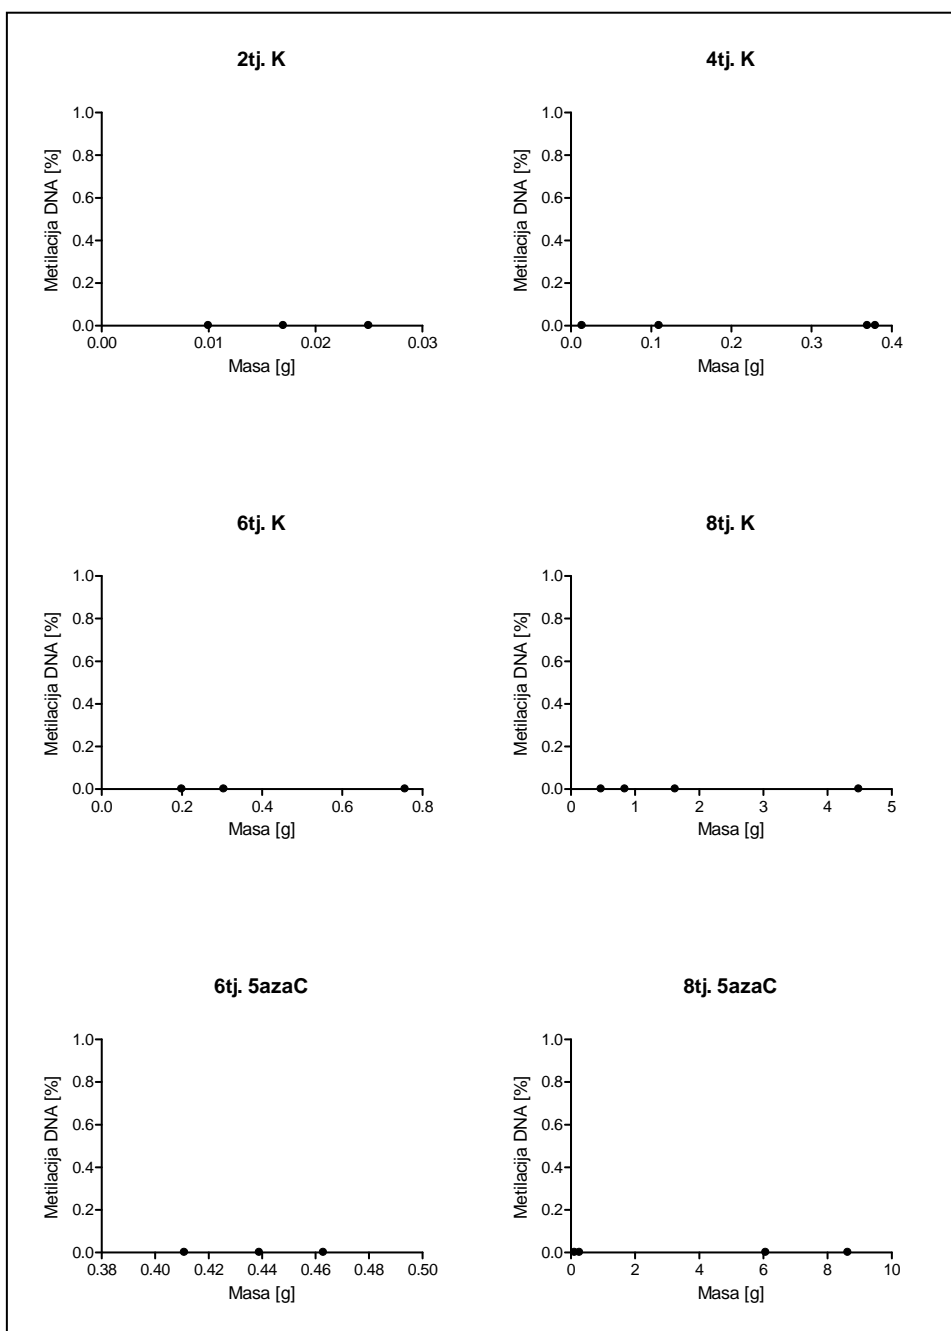 2tj. K
Metilacija DNA [%]
1.0
0.8
0.6
0.4
0.2
0.0
0.00 0.01 0.02 0.03
Masa [g]
4tj. K
Metilacija DNA [%]
1.0
0.8
0.6
0.4
0.2
0.0
0.0 0.1 0.2 0.3 0.4
Masa [g]
6tj. K
Metilacija DNA [%]
1.0
0.8
0.6
0.4
0.2
0.0
0.0 0.2 0.4 0.6 0.8
Masa [g]
8tj. K
Metilacija DNA [%]
1.0
0.8
0.6
0.4
0.2
0.0
0 1 2 3 4 5
Masa [g]
6tj. 5azaC
Metilacija DNA [%]
1.0
0.8
0.6
0.4
0.2
0.0
0.38 0.40 0.42 0.44 0.46 0.48 0.50
Masa [g]
8tj. 5azaC
Metilacija DNA [%]
1.0
0.8
0.6
0.4
0.2
0.0
0 2 4 6 8 10
Masa [g]